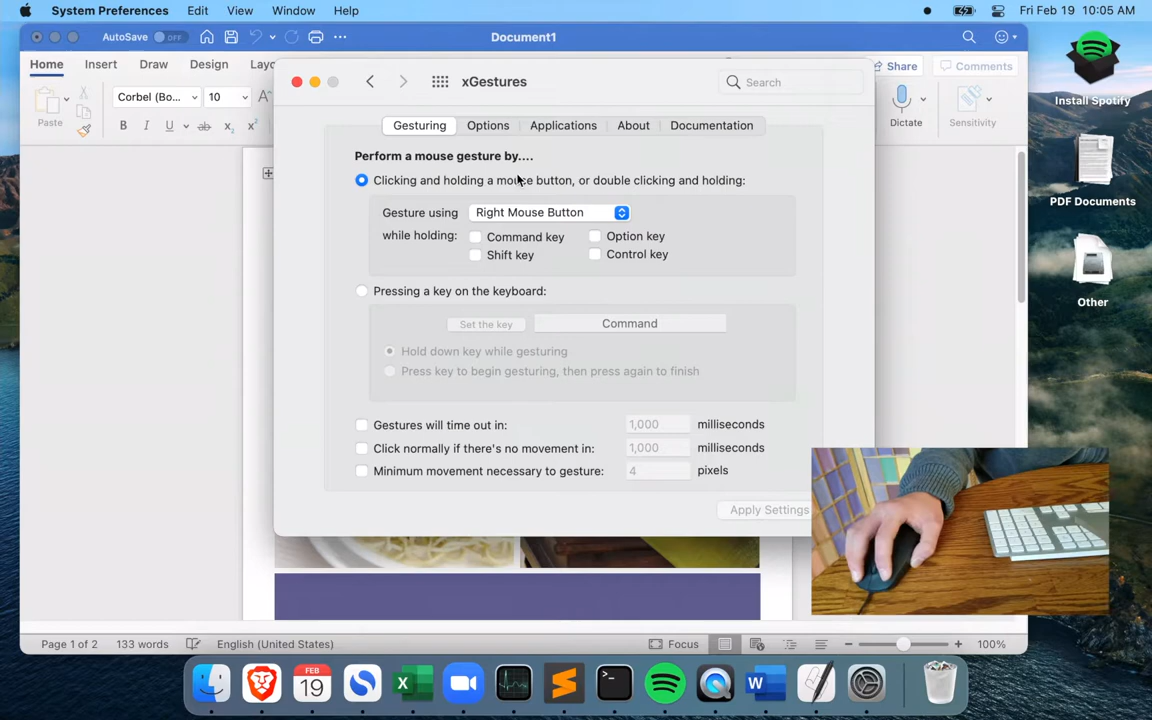 System Preferences Edit View Window Help
Fri Feb 19 10:05 AM
AutoSave OFF
Document1
Home Insert Draw Design
Share Comments
xGestures
Search
Paste
Corbel (Bo... 10
Dictate
Sensitivity
Install Spotify
Gesturing Options Applications About Documentation
Perform a mouse gesture by....
Clicking and holding a mouse button, or double clicking and holding:
PDF Documents
Gesture using Right Mouse Button
while holding: Command key Option key
Shift key Control key
Pressing a key on the keyboard:
Other
Set the key Command
Hold down key while gesturing
Press key to begin gesturing, then press again to finish
Gestures will time out in: 1,000 milliseconds
Click normally if there's no movement in: 1,000 milliseconds
Minimum movement necessary to gesture: 4 pixels
Apply Settings
Page 1 of 2 133 words English (United States)
Focus
100%
FEB
19